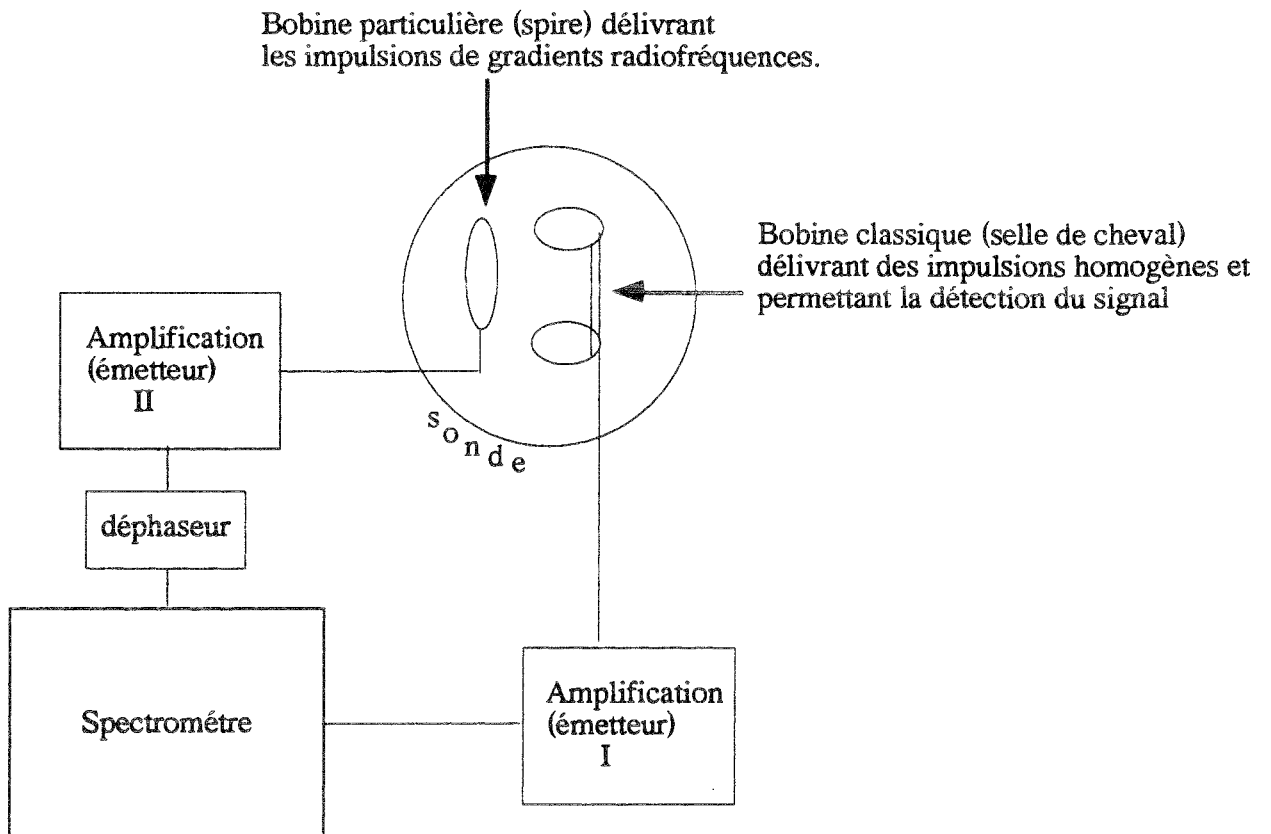 Bobine particulière (spire) délivrant
les impulsions de gradients radiofréquences.
Bobine classique (selle de cheval)
délivrant des impulsions homogènes et
permettant la détection du signal
Amplification
(émetteur)
II
sonde
déphaseur
Spectrométre
Amplification
(émetteur)
I